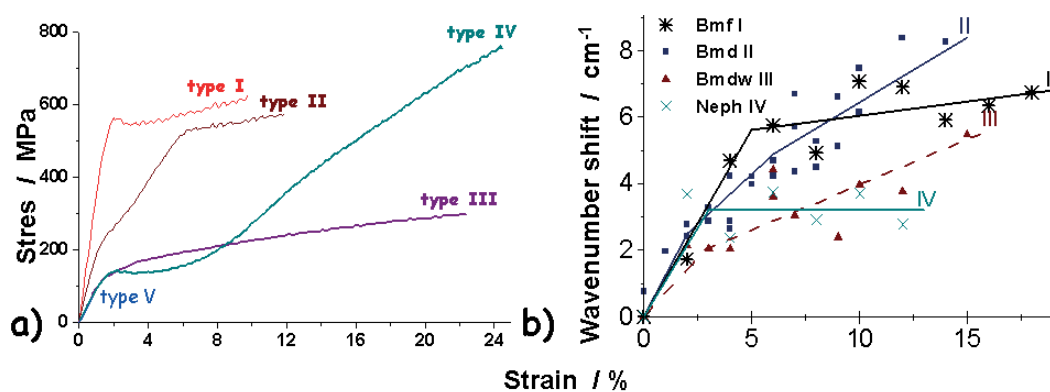 800
600
400
200
0
Stres / MPa
0 4 8 12 16 20 24
type I
type II
type IV
type III
type V
a)
Wavenumber shift / cm-1
8
6
4
2
0
0 5 10 15
Bmf I
Bmd II
Bmdw III
Neph IV
II
I
III
IV
b)
Strain / %